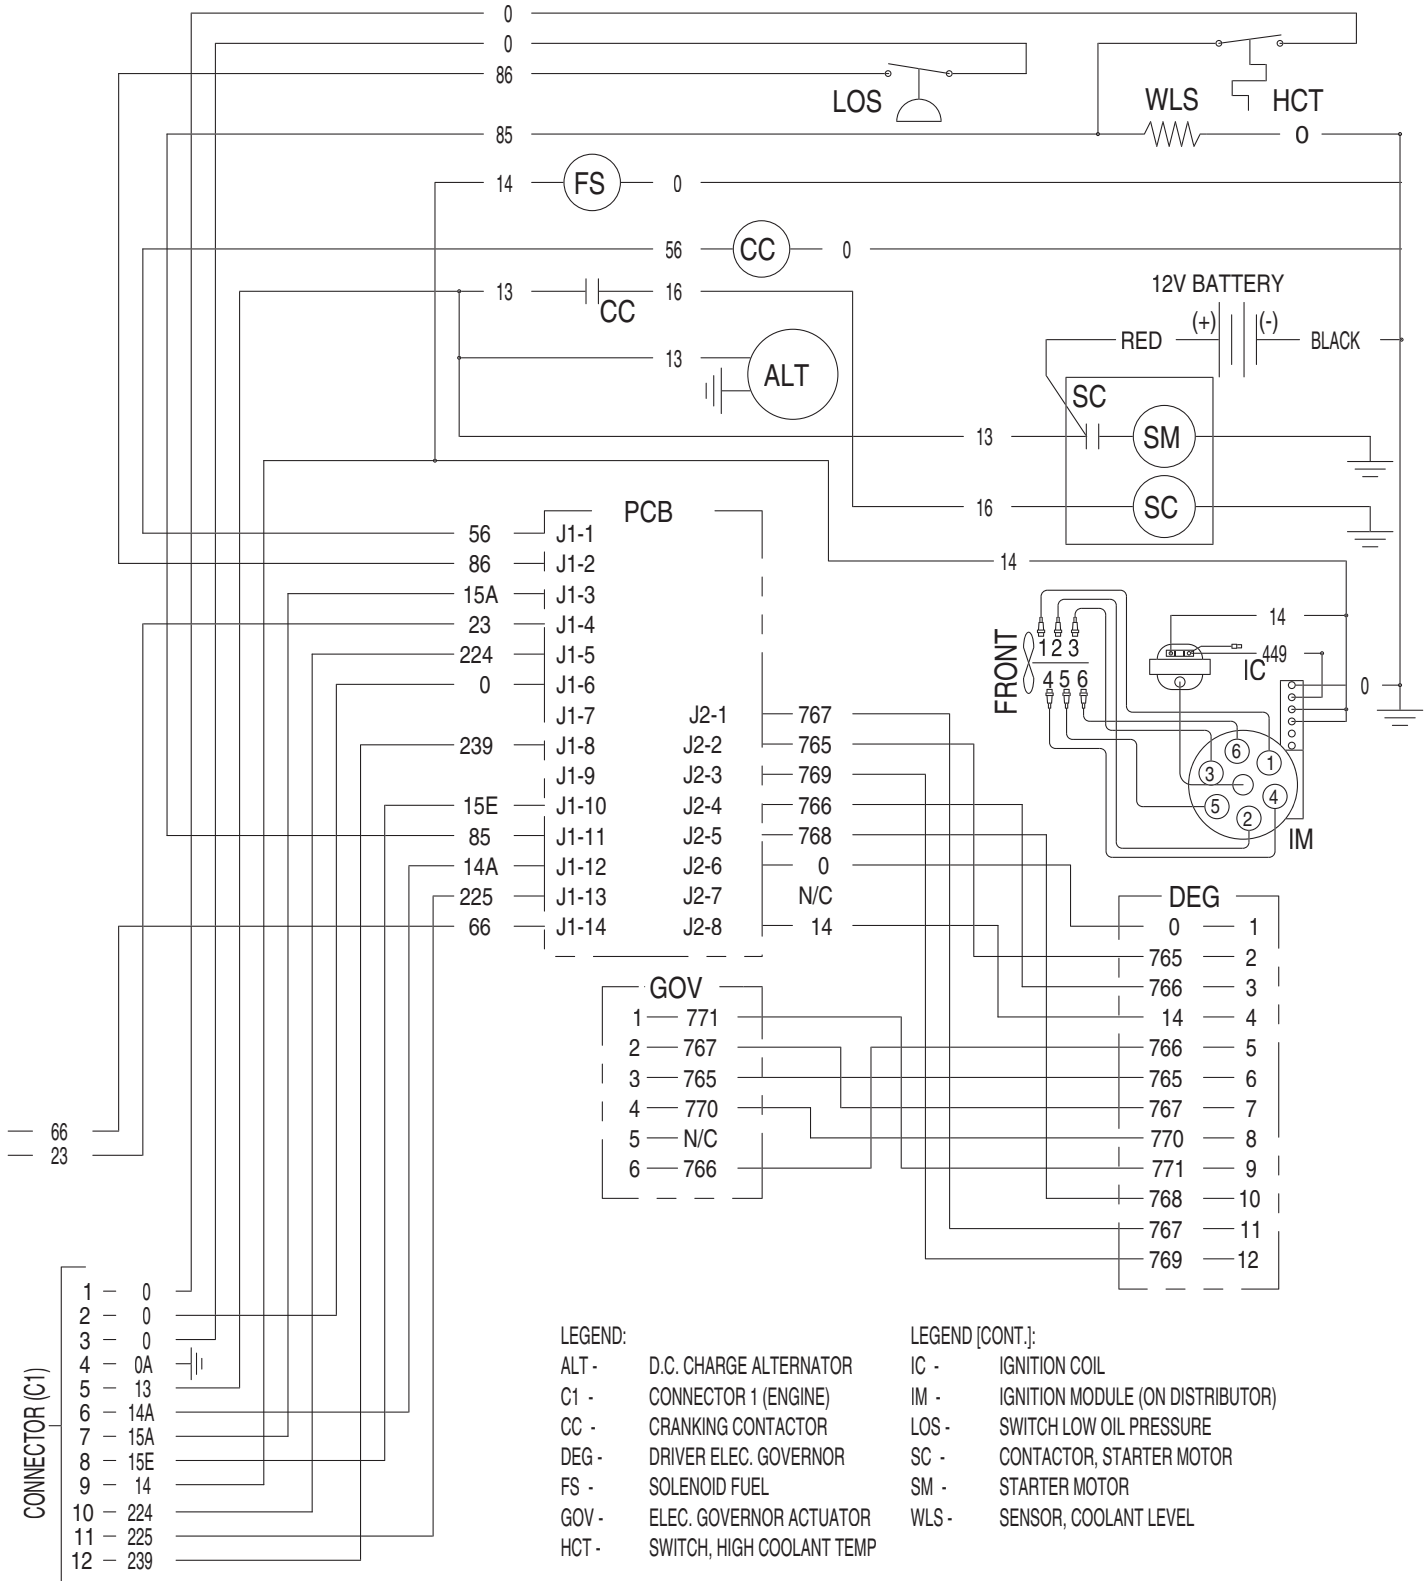 0
0
86
LOS
WLS
HCT
85
0
14
FS
0
56
CC
0
12V BATTERY
13
CC
16
(+)
(-)
RED
BLACK
13
ALT
SC
13
SM
16
SC
PCB
56
J1-1
86
J1-2
15A
J1-3
23
J1-4
224
J1-5
0
J1-6
J1-7
239
J1-8
J1-9
15E
J1-10
85
J1-11
14A
J1-12
225
J1-13
66
J1-14
J2-1
767
J2-2
765
J2-3
769
J2-4
766
J2-5
768
J2-6
0
J2-7
N/C
J2-8
14
14
14
FRONT
1 2 3
4 5 6
449
IC
0
6
1
3
4
5
2
IM
DEG
0 1
765 2
766 3
14 4
766 5
765 6
767 7
770 8
771 9
768 10
767 11
769 12
GOV
1 771
2 767
3 765
4 770
5 N/C
6 766
66
23
CONNECTOR (C1)
1 - 0
2 - 0
3 - 0
4 - 0A
5 - 13
6 - 14A
7 - 15A
8 - 15E
9 - 14
10 - 224
11 - 225
12 - 239
LEGEND:
ALT - D.C. CHARGE ALTERNATOR
C1 - CONNECTOR 1 (ENGINE)
CC - CRANKING CONTACTOR
DEG - DRIVER ELEC. GOVERNOR
FS - SOLENOID FUEL
GOV - ELEC. GOVERNOR ACTUATOR
HCT - SWITCH, HIGH COOLANT TEMP
LEGEND [CONT.]:
IC - IGNITION COIL
IM - IGNITION MODULE (ON DISTRIBUTOR)
LOS - SWITCH LOW OIL PRESSURE
SC - CONTACTOR, STARTER MOTOR
SM - STARTER MOTOR
WLS - SENSOR, COOLANT LEVEL